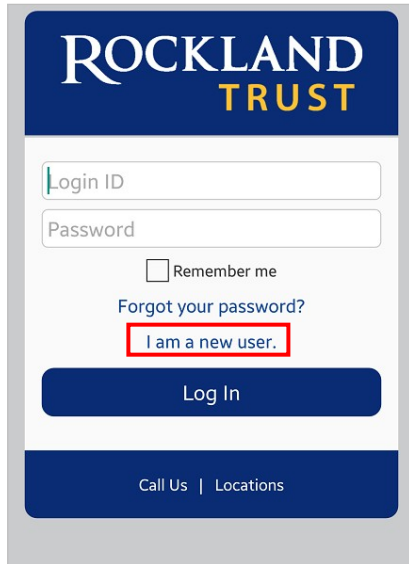 ROCKLAND
TRUST
Login ID
Password
Remember me
Forgot your password?
I am a new user.
Log In
Call Us | Locations